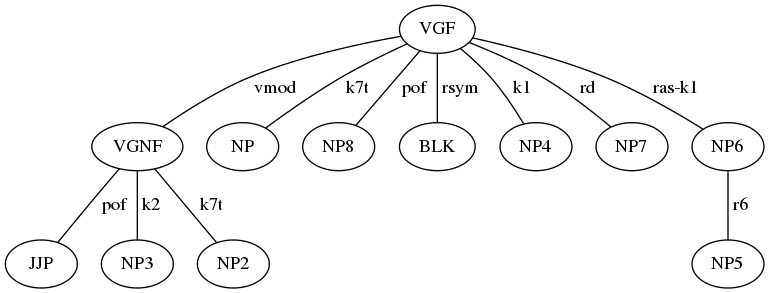 VGF
vmod k7t pof rsym k1 rd ras-k1
VGNF NP NP8 BLK NP4 NP7 NP6
pof k2 k7t r6
JJP NP3 NP2 NP5